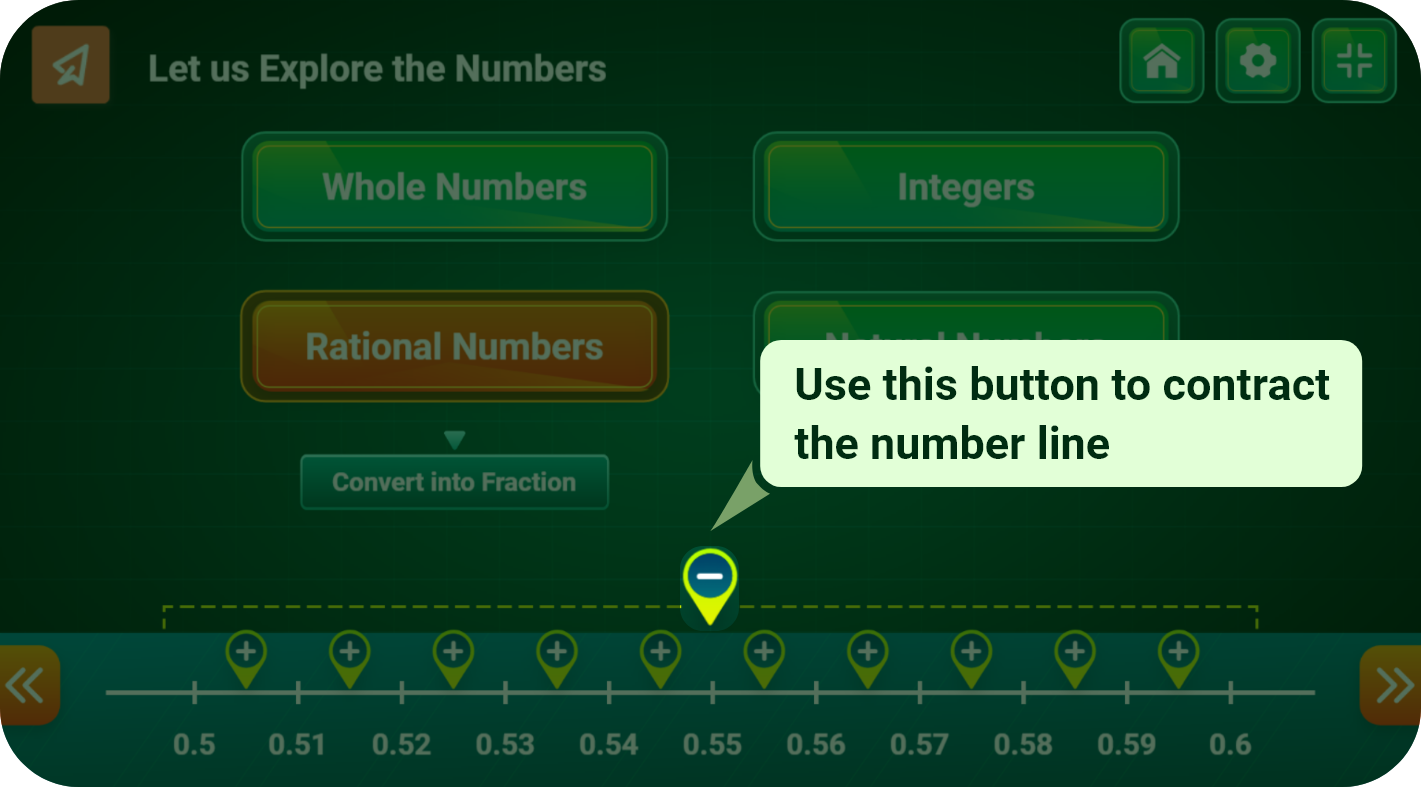 Let us Explore the Numbers
Whole Numbers
Integers
Rational Numbers
Use this button to contract
the number line
Convert into Fraction
0.5 0.51 0.52 0.53 0.54 0.55 0.56 0.57 0.58 0.59 0.6